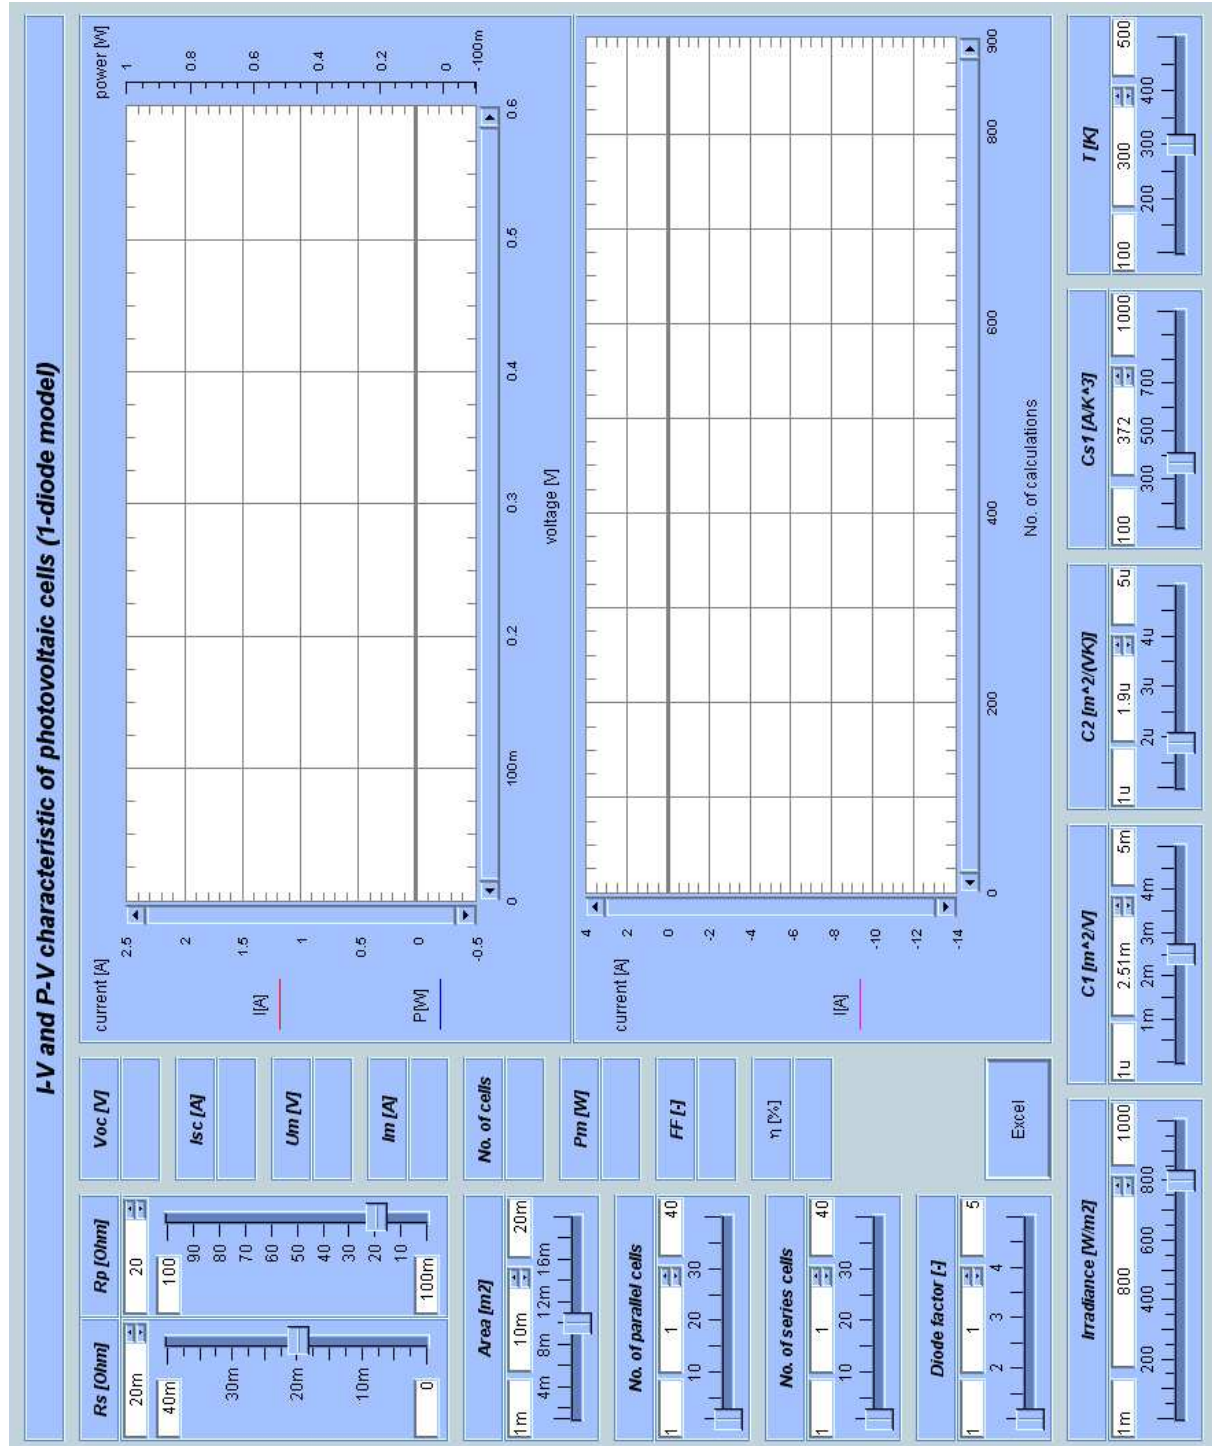 I-V and P-V characteristic of photovoltaic cells (1-diode model)
Rs [Ohm]
20m
40m
30m
20m
10m
0
Rp [Ohm]
20
100
90
80
70
60
50
40
30
20
10
100m
Voc [V]
Isc [A]
Um [V]
Im [A]
No. of cells
Pm [W]
FF [-]
η [%]
Excel
Area [m2]
1m 10m 20m
4m 8m 12m 16m
No. of parallel cells
1 1 40
10 20 30
No. of series cells
1 1 40
10 20 30
Diode factor [-]
1 1 5
2 3 4
current [A]
2.5
2
1.5
1
0.5
0
-0.5
I[A]
P[W]
power [W]
1
0.8
0.6
0.4
0.2
0
-100m
0 100m 0.2 0.3 0.4 0.5 0.6
voltage [V]
current [A]
4
2
0
-2
-4
-6
-8
-10
-12
-14
I[A]
0 200 400 600 800 900
No. of calculations
Irradiance [W/m2]
1m 800 1000
200 400 600 800
C1 [m^2/V]
1u 2.51m 5m
1m 2m 3m 4m
C2 [m^2/(VK)]
1u 1.9u 5u
2u 3u 4u
Cs1 [A/K^3]
100 372 1000
300 500 700
T [K]
100 300 500
200 300 400